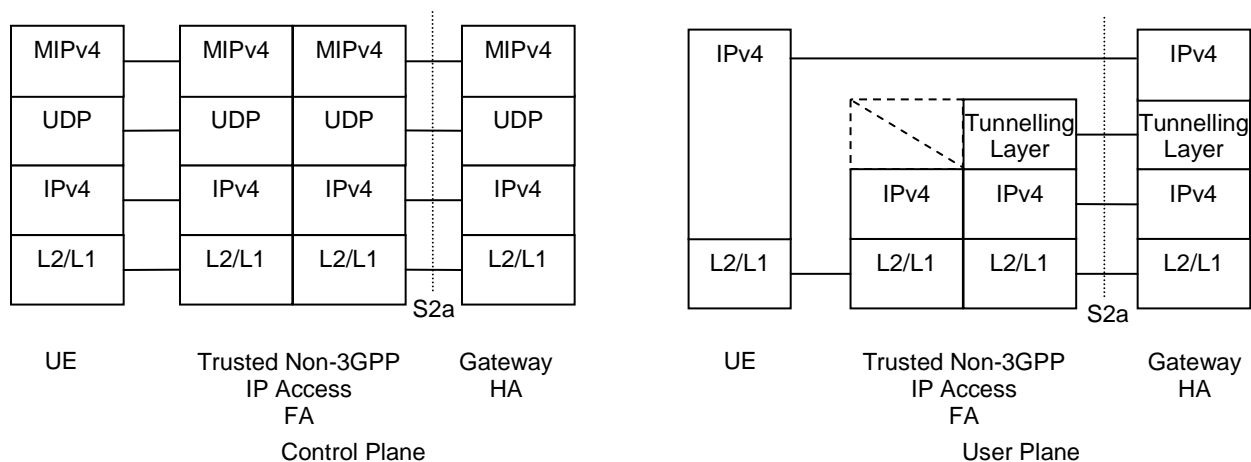 MIPv4 MIPv4 MIPv4 MIPv4
UDP UDP UDP UDP
IPv4 IPv4 IPv4 IPv4
L2/L1 L2/L1 L2/L1 L2/L1
S2a
UE
Trusted Non-3GPP
IP Access
FA
Gateway
HA
Control Plane
IPv4 IPv4
Tunnelling
Layer
Tunnelling
Layer
IPv4 IPv4 IPv4
L2/L1 L2/L1 L2/L1 L2/L1
S2a
UE
Trusted Non-3GPP
IP Access
FA
Gateway
HA
User Plane